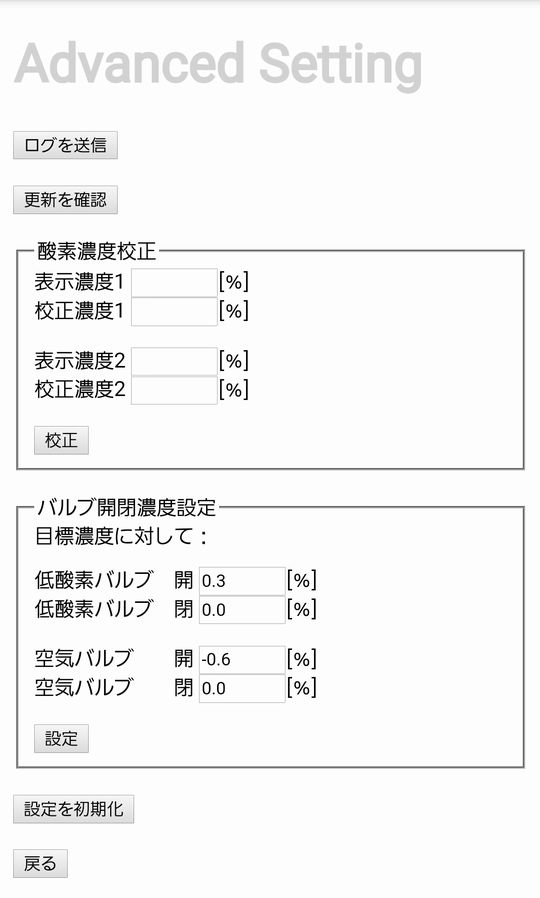 Advanced Setting
ログを送信
更新を確認
酸素濃度校正
表示濃度1 [%]
校正濃度1 [%]
表示濃度2 [%]
校正濃度2 [%]
校正
バルブ開閉濃度設定
目標濃度に対して：
低酸素バルブ 開 0.3 [%]
低酸素バルブ 閉 0.0 [%]
空気バルブ 開 -0.6 [%]
空気バルブ 閉 0.0 [%]
設定
設定を初期化
戻る